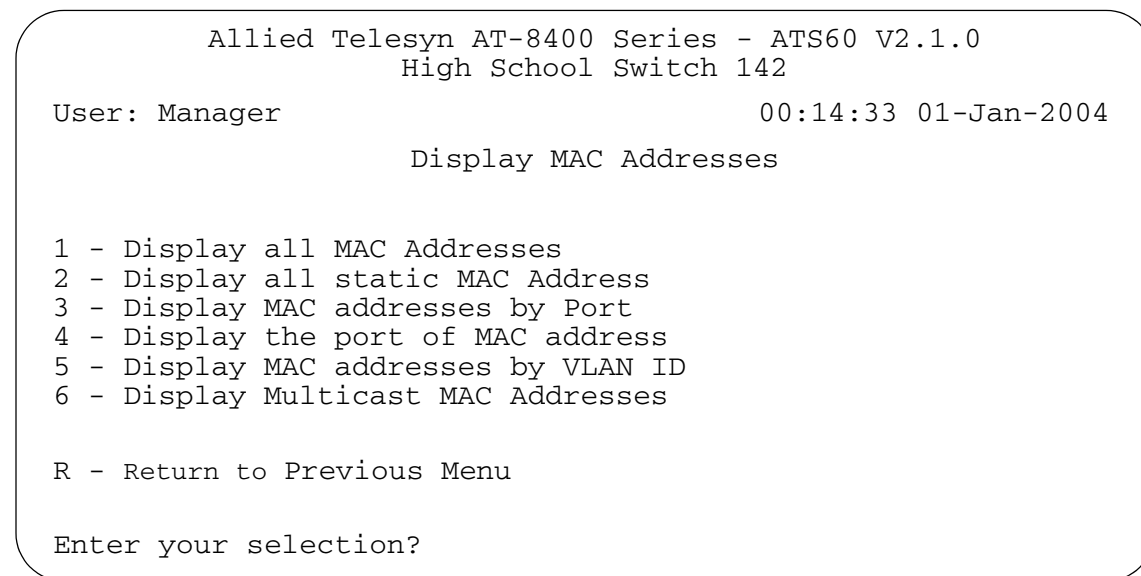 Allied Telesyn AT-8400 Series - ATS60 V2.1.0
High School Switch 142
User: Manager 00:14:33 01-Jan-2004
Display MAC Addresses
1 - Display all MAC Addresses
2 - Display all static MAC Address
3 - Display MAC addresses by Port
4 - Display the port of MAC address
5 - Display MAC addresses by VLAN ID
6 - Display Multicast MAC Addresses
R - Return to Previous Menu
Enter your selection?